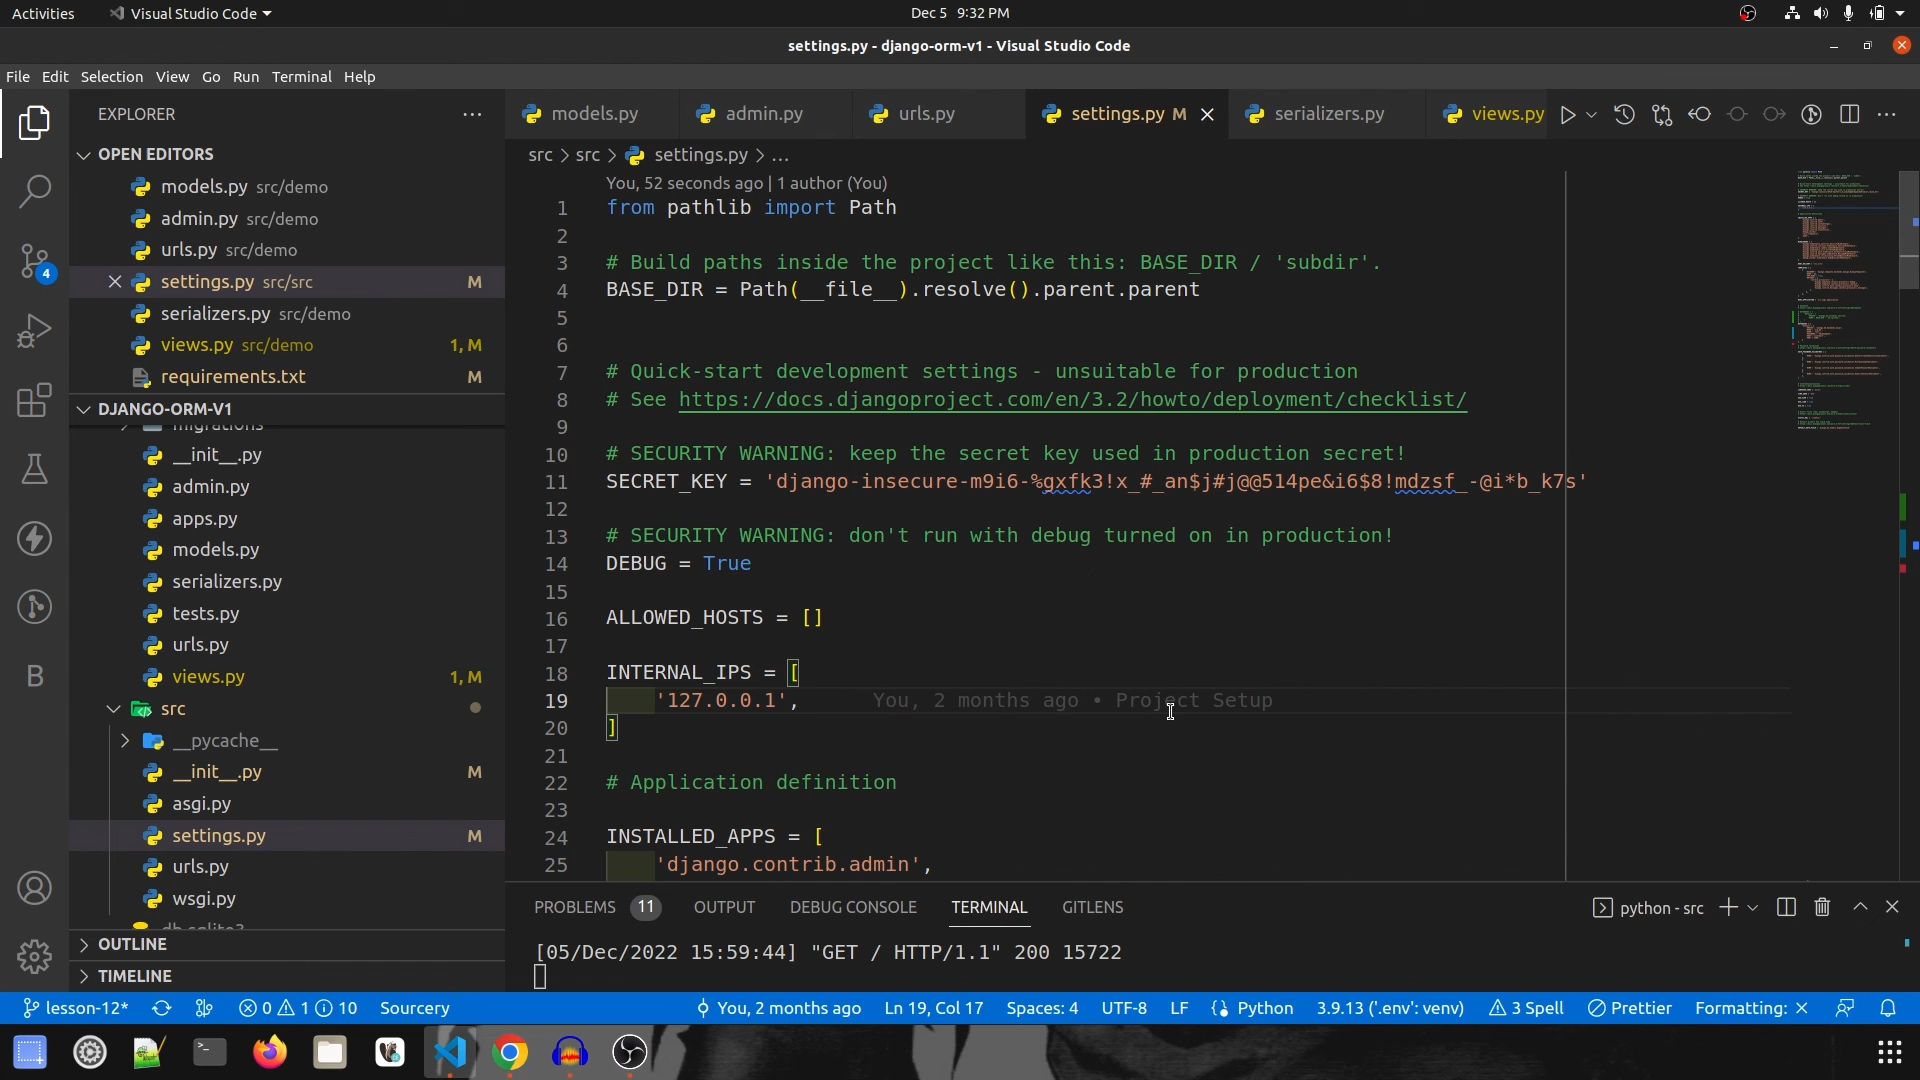 Activities
Visual Studio Code
Dec 5 9:32 PM
settings.py - django-orm-v1 - Visual Studio Code
File Edit Selection View Go Run Terminal Help
EXPLORER
models.py
admin.py
urls.py
settings.py M
serializers.py
views.py
OPEN EDITORS
models.py src/demo
admin.py src/demo
urls.py src/demo
settings.py src/src M
serializers.py src/demo
views.py src/demo 1, M
requirements.txt M
DJANGO-ORM-V1
migrations
__init__.py
admin.py
apps.py
models.py
serializers.py
tests.py
urls.py
views.py 1, M
src
__pycache__
__init__.py M
asgi.py
settings.py M
urls.py
wsgi.py
db.sqlite3
OUTLINE
TIMELINE
4
B
src > src > settings.py > ...
You, 52 seconds ago | 1 author (You)
1 from pathlib import Path
2
3 # Build paths inside the project like this: BASE_DIR / 'subdir'.
4 BASE_DIR = Path(__file__).resolve().parent.parent
5
6
7 # Quick-start development settings - unsuitable for production
8 # See https://docs.djangoproject.com/en/3.2/howto/deployment/checklist/
9
10 # SECURITY WARNING: keep the secret key used in production secret!
11 SECRET_KEY = 'django-insecure-m9i6-%gxfk3!x_#_an$j#j@@514pe&i6$8!mdzsf_-@i*b_k7s'
12
13 # SECURITY WARNING: don't run with debug turned on in production!
14 DEBUG = True
15
16 ALLOWED_HOSTS = []
17
18 INTERNAL_IPS = [
19 '127.0.0.1', You, 2 months ago • Project Setup
20 ]
21
22 # Application definition
23
24 INSTALLED_APPS = [
25 'django.contrib.admin',
PROBLEMS 11 OUTPUT DEBUG CONSOLE TERMINAL GITLENS
python - src
[05/Dec/2022 15:59:44] "GET / HTTP/1.1" 200 15722
lesson-12* 0 1 10 Sourcery You, 2 months ago Ln 19, Col 17 Spaces: 4 UTF-8 LF Python 3.9.13 ('.env': venv) 3 Spell Prettier Formatting: ×